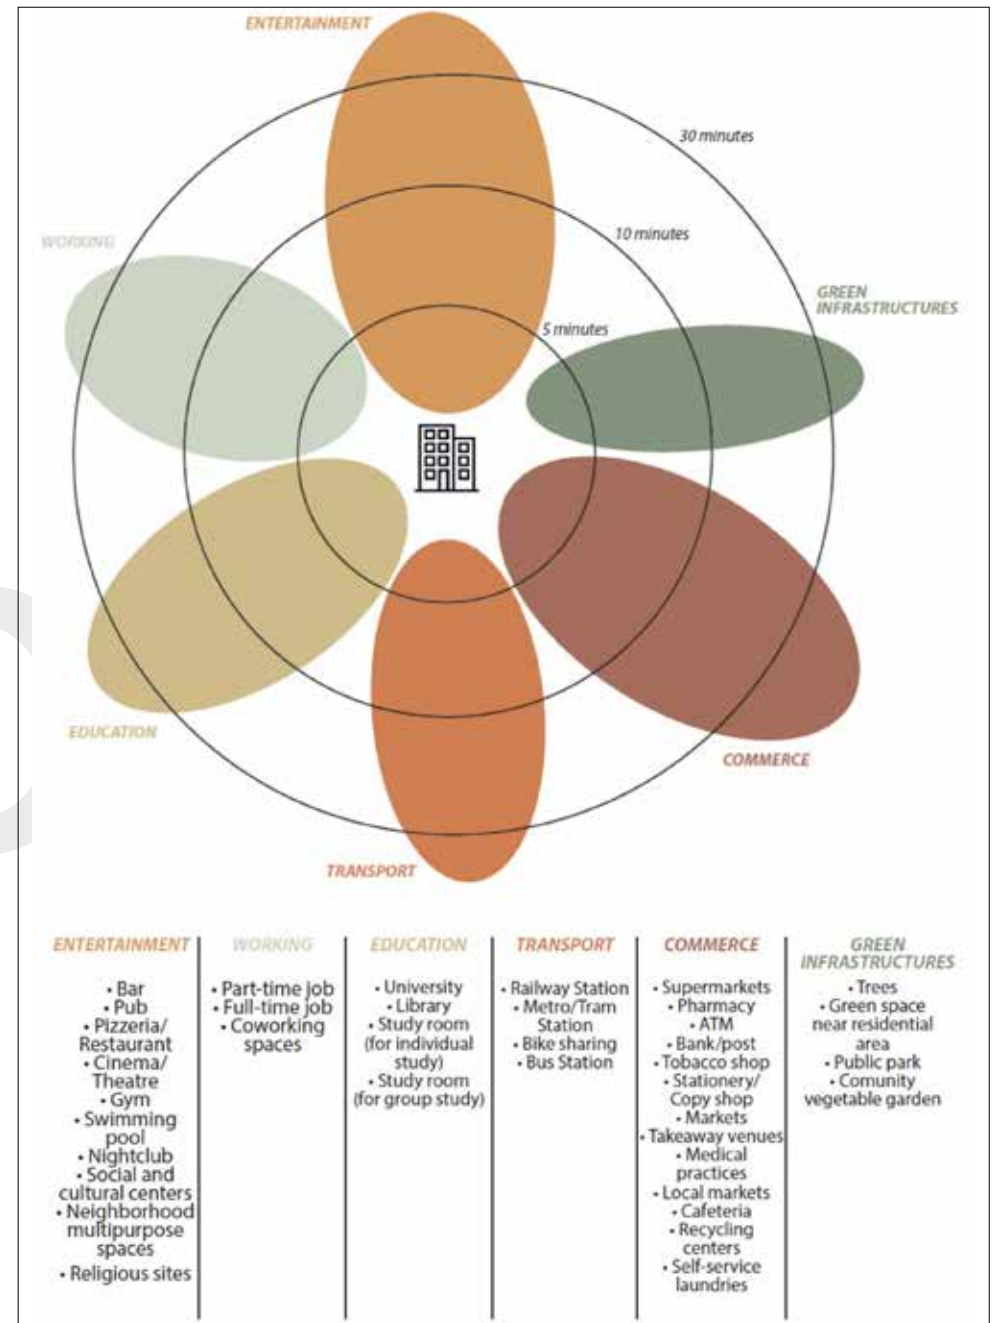 ENTERTAINMENT
30 minutes
10 minutes
WORKING
GREEN
INFRASTRUCTURES
5 minutes
EDUCATION
COMMERCE
TRANSPORT
ENTERTAINMENT
• Bar
• Pub
• Pizzeria/
Restaurant
• Cinema/
Theatre
• Gym
• Swimming
pool
• Nightclub
• Social and
cultural centers
• Neighborhood
multipurpose
spaces
• Religious sites
WORKING
• Part-time job
• Full-time job
• Coworking
spaces
EDUCATION
• University
• Library
• Study room
(for individual
study)
• Study room
(for group study)
TRANSPORT
• Railway Station
• Metro/Tram
Station
• Bike sharing
• Bus Station
COMMERCE
• Supermarkets
• Pharmacy
• ATM
• Bank/post
• Tobacco shop
• Stationery/
Copy shop
• Markets
• Takeaway venues
• Medical
practices
• Local markets
• Cafeteria
• Recycling
centers
• Self-service
laundries
GREEN
INFRASTRUCTURES
• Trees
• Green space
near residential
area
• Public park
• Comunity
vegetable garden